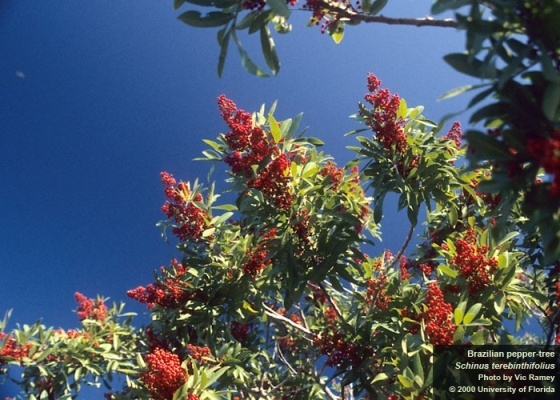 Brazilian pepper-tree
Schinus terebinthifolius
Photo by Vic Ramey
© 2000 University of Florida